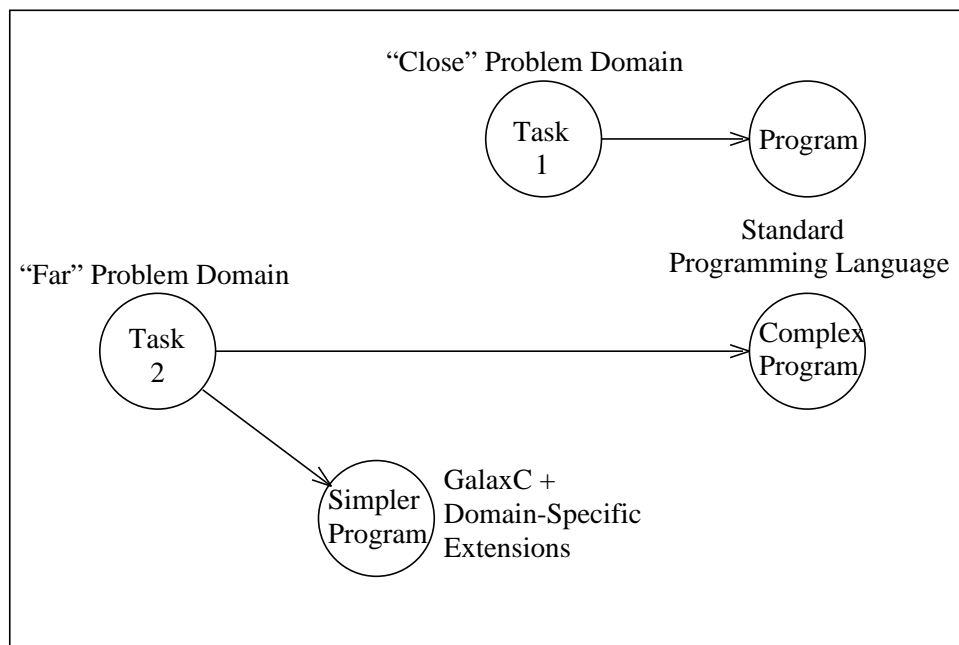 “Close” Problem Domain
Task
1
Program
Standard
Programming Language
“Far” Problem Domain
Task
2
Complex
Program
Simpler
Program
GalaxC +
Domain-Specific
Extensions